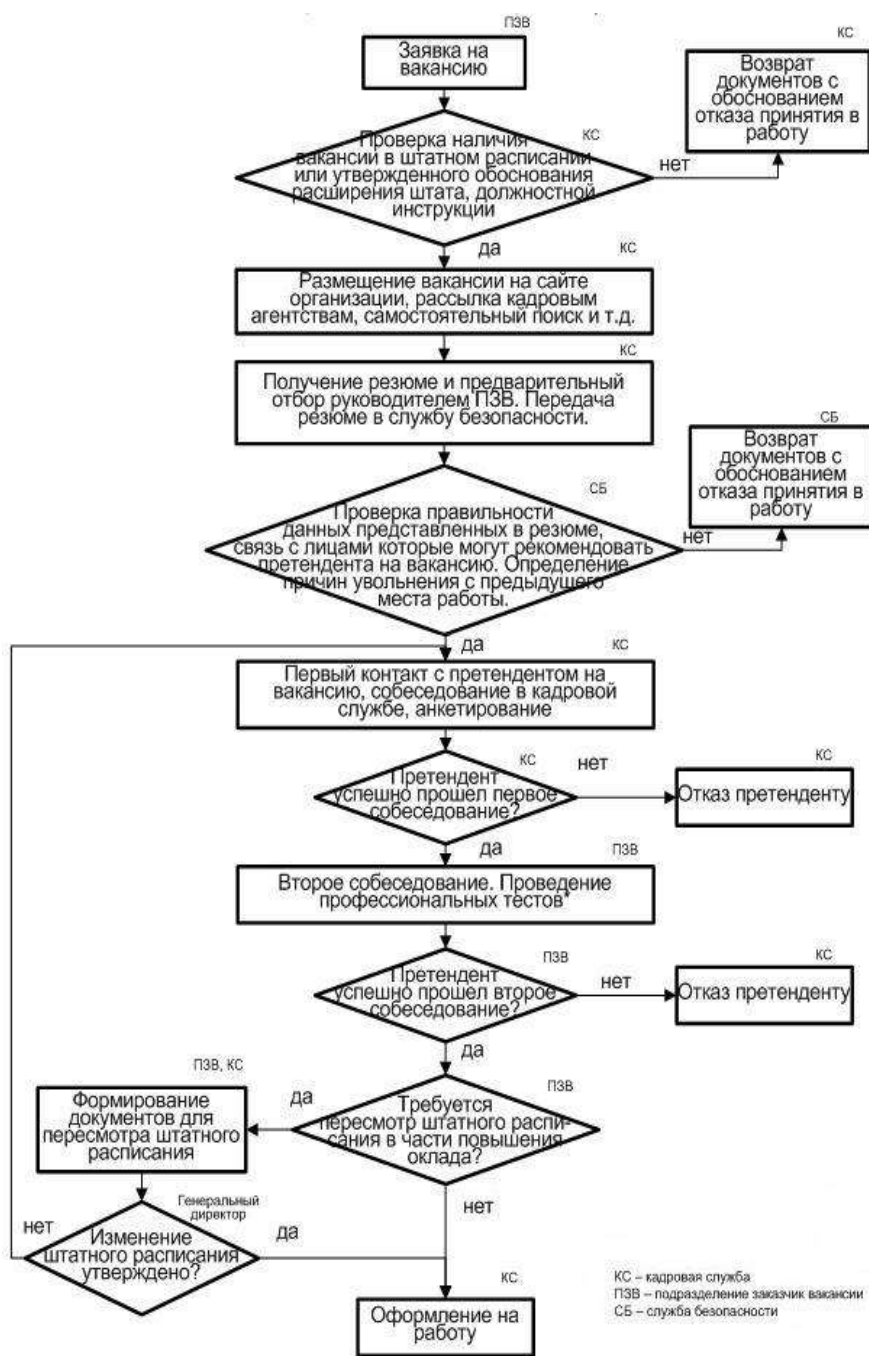 ПЗВ
Заявка на
вакансию
КС
Возврат
документов с
обоснованием
отказа принятия в
работу
КС
Проверка наличия
вакансии в штатном расписании
или утвержденного обоснования
расширения штата, должностной
инструкции
нет
да
КС
Размещение вакансии на сайте
организации, рассылка кадровым
агентствам, самостоятельный поиск и т.д.
КС
Получение резюме и предварительный
отбор руководителем ПЗВ. Передача
резюме в службу безопасности.
СБ
Возврат
документов с
обоснованием
отказа принятия в
работу
СБ
Проверка правильности
данных представленных в резюме,
связь с лицами которые могут рекомендовать
претендента на вакансию. Определение
причин увольнения с предыдущего
места работы.
нет
да
КС
Первый контакт с претендентом на
вакансию, собеседование в кадровой
службе, анкетирование
КС
Претендент
успешно прошел первое
собеседование?
нет
КС
Отказ претенденту
да
ПЗВ
Второе собеседование. Проведение
профессиональных тестов*
ПЗВ
Претендент
успешно прошел второе
собеседование?
нет
КС
Отказ претенденту
да
ПЗВ, КС
Формирование
документов для
пересмотра штатного
расписания
да
ПЗВ
Требуется
пересмотр штатного распи-
сания в части повышения
оклада?
нет
Генеральный
директор
нет
Изменение
штатного расписания
утверждено?
да
КС
Оформление на
работу
КС – кадровая служба
ПЗВ – подразделение заказчик вакансии
СБ – служба безопасности